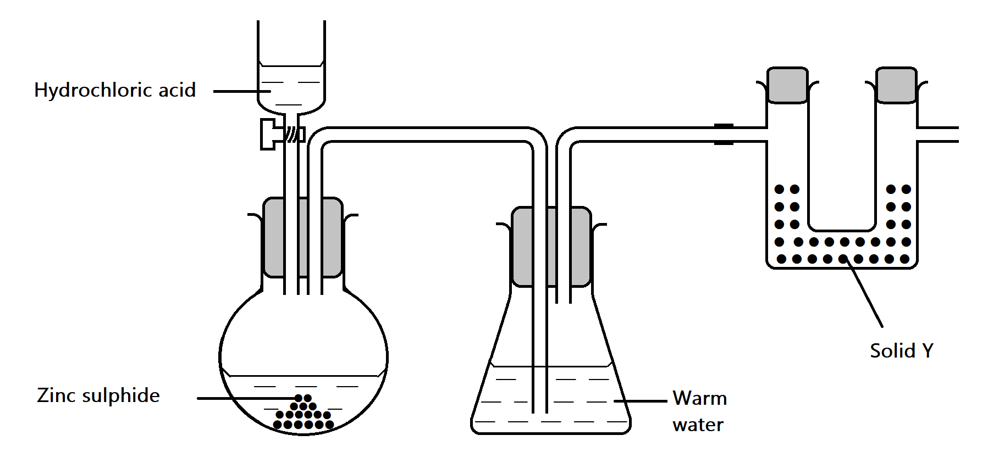 Hydrochloric acid
Solid Y
Zinc sulphide
Warm
water